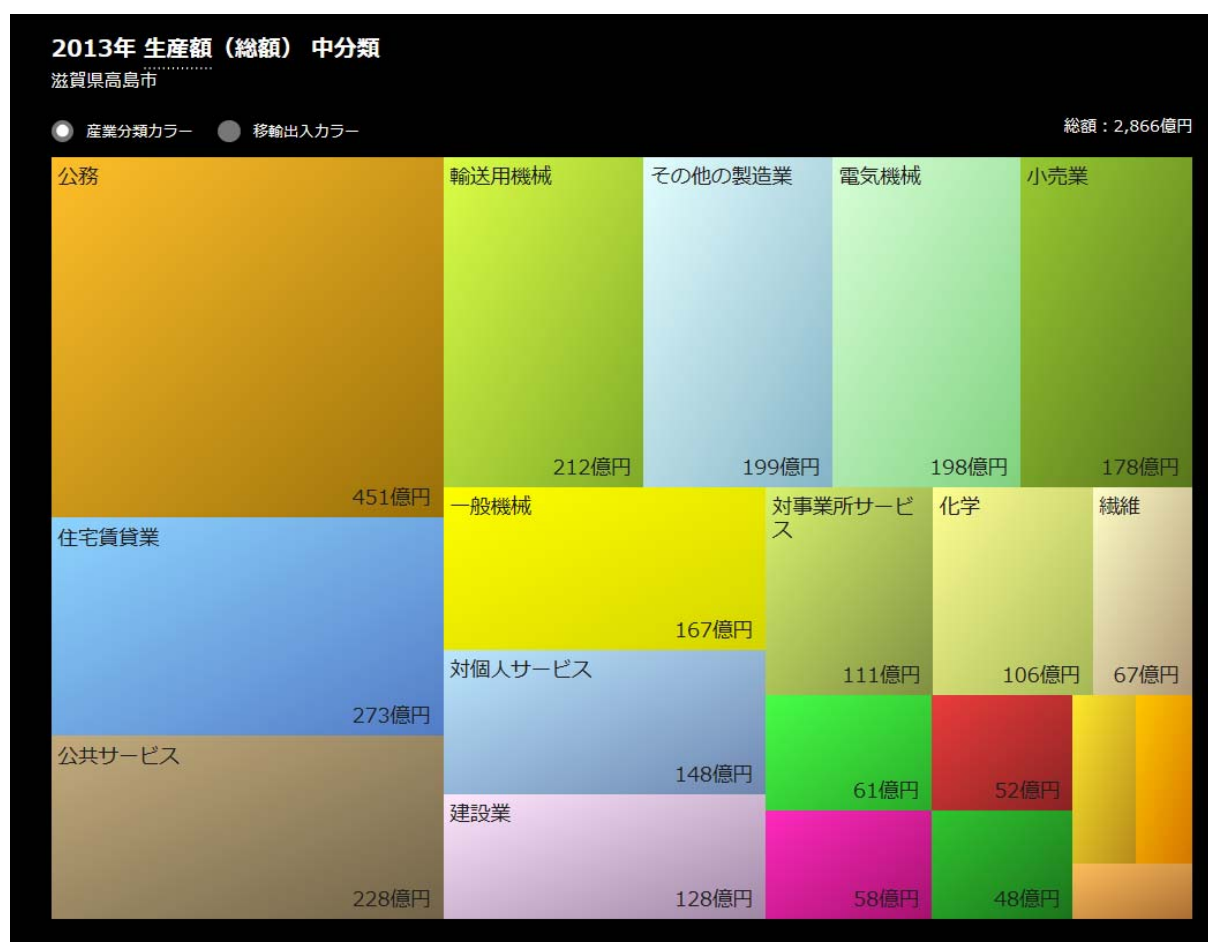 2013年 生産額（総額） 中分類
滋賀県高島市
産業分類カラー
移輸出入カラー
総額：2,866億円
公務
451億円
住宅賃貸業
273億円
公共サービス
228億円
輸送用機械
212億円
その他の製造業
199億円
電気機械
198億円
小売業
178億円
一般機械
167億円
対個人サービス
148億円
建設業
128億円
対事業所サービ
ス
111億円
化学
106億円
繊維
67億円
61億円
52億円
58億円
48億円